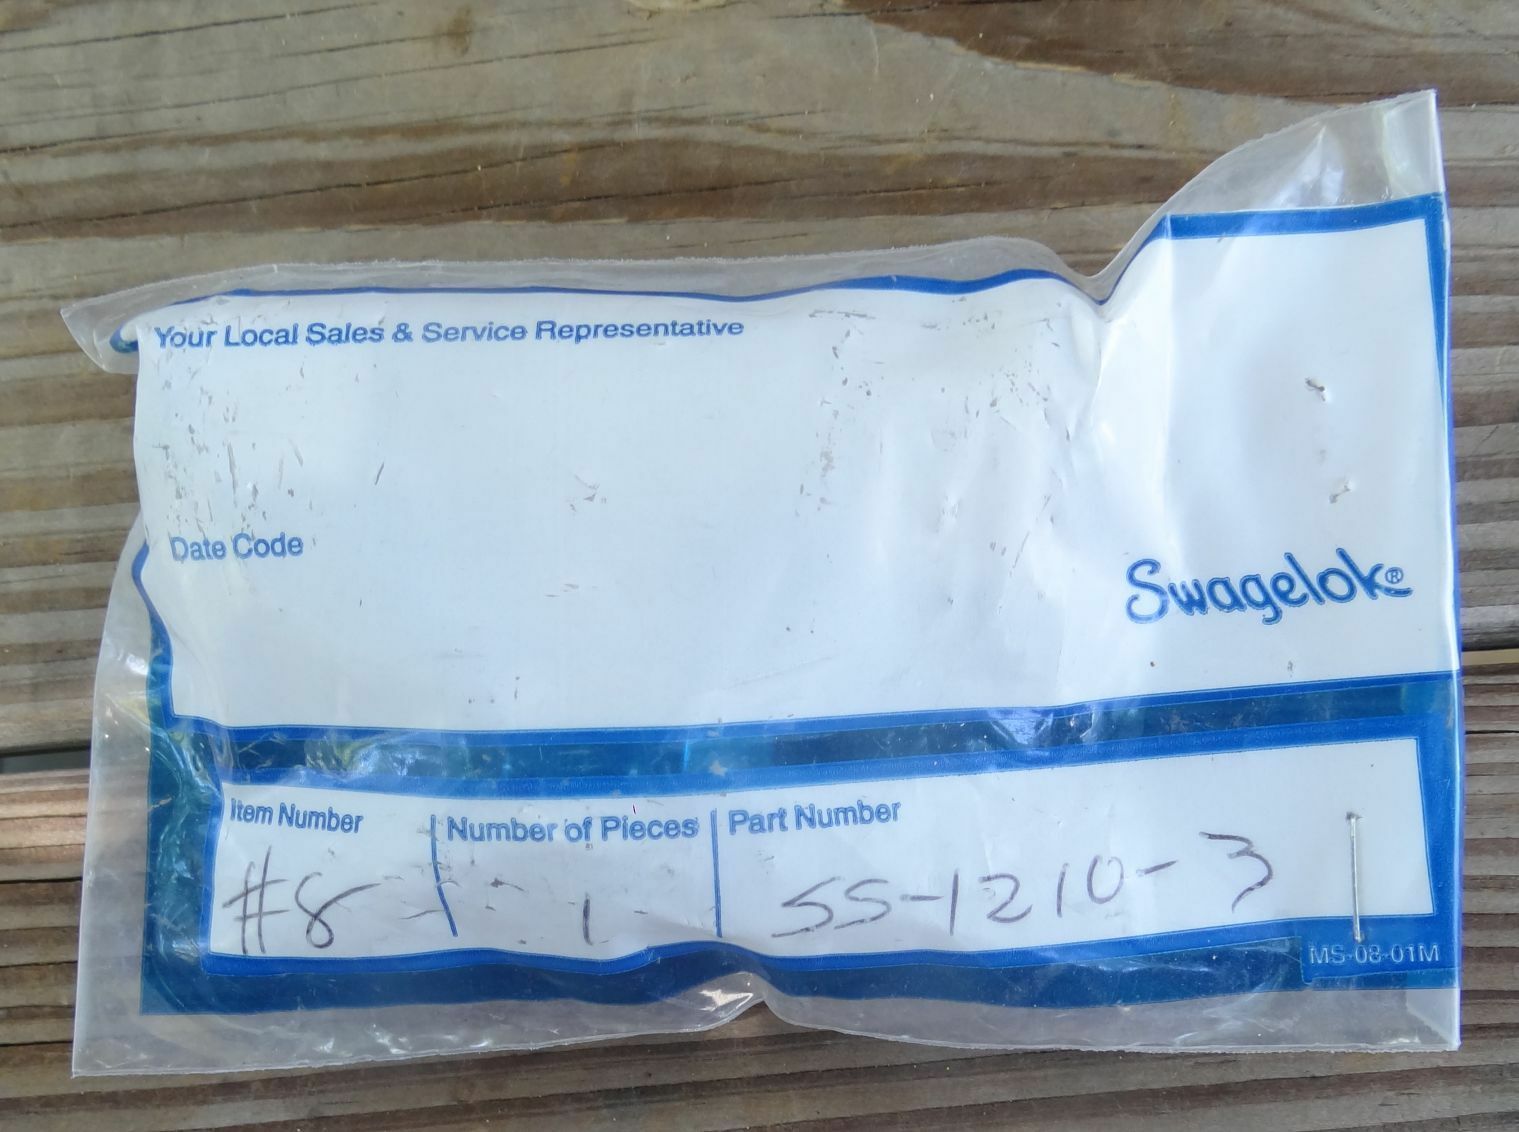 Your Local Sales & Service Representative
Date Code
Swagelok®
Item Number Number of Pieces Part Number
#8 1 SS-1210-3
MS-08-01M